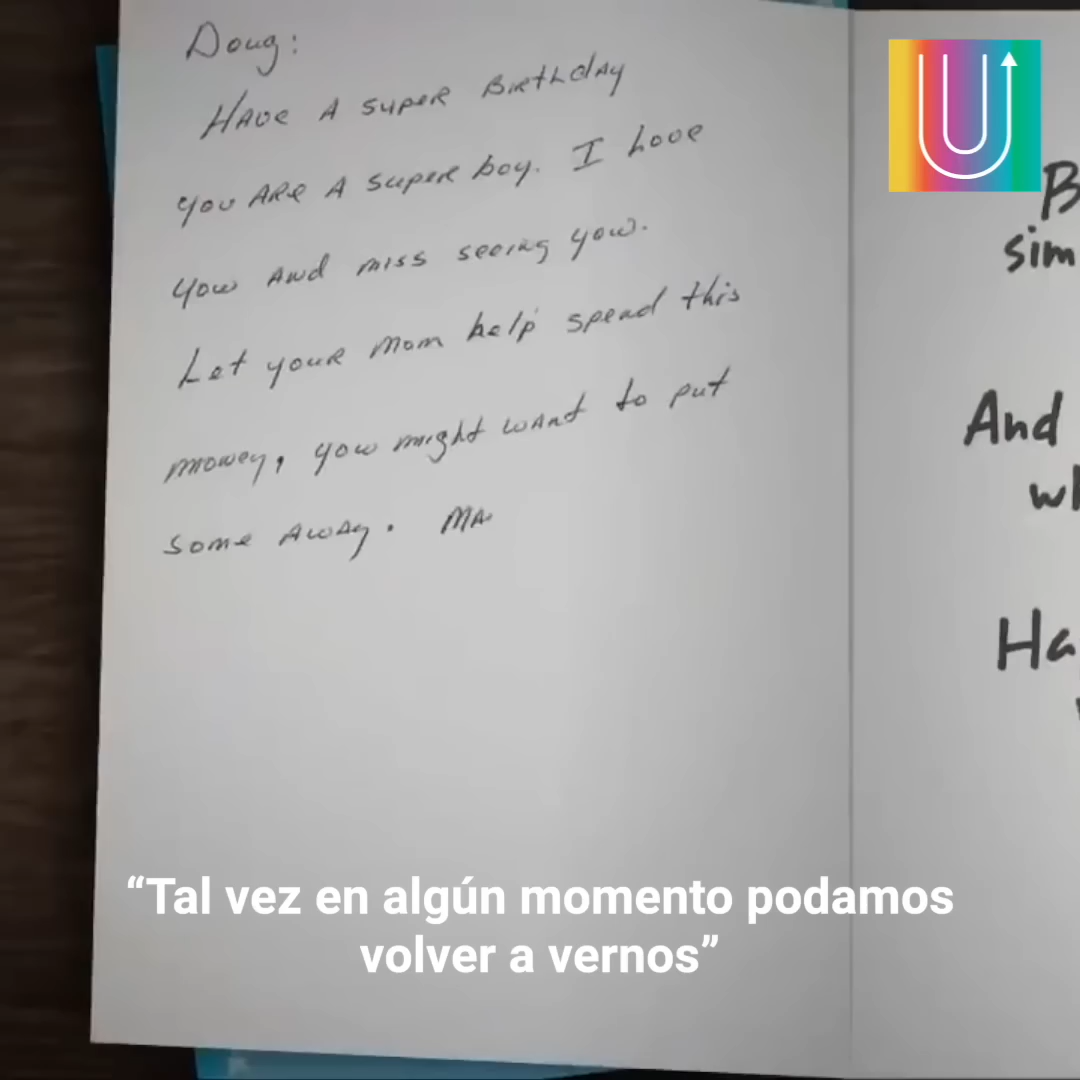 Doug:
Have A super Birthday
you are A super boy. I love
you and miss seeing you.
Let your mom help spend this
money, you might want to put
some away. Ma
U
B
sim
And
wh
Ha
“Tal vez en algún momento podamos
volver a vernos”